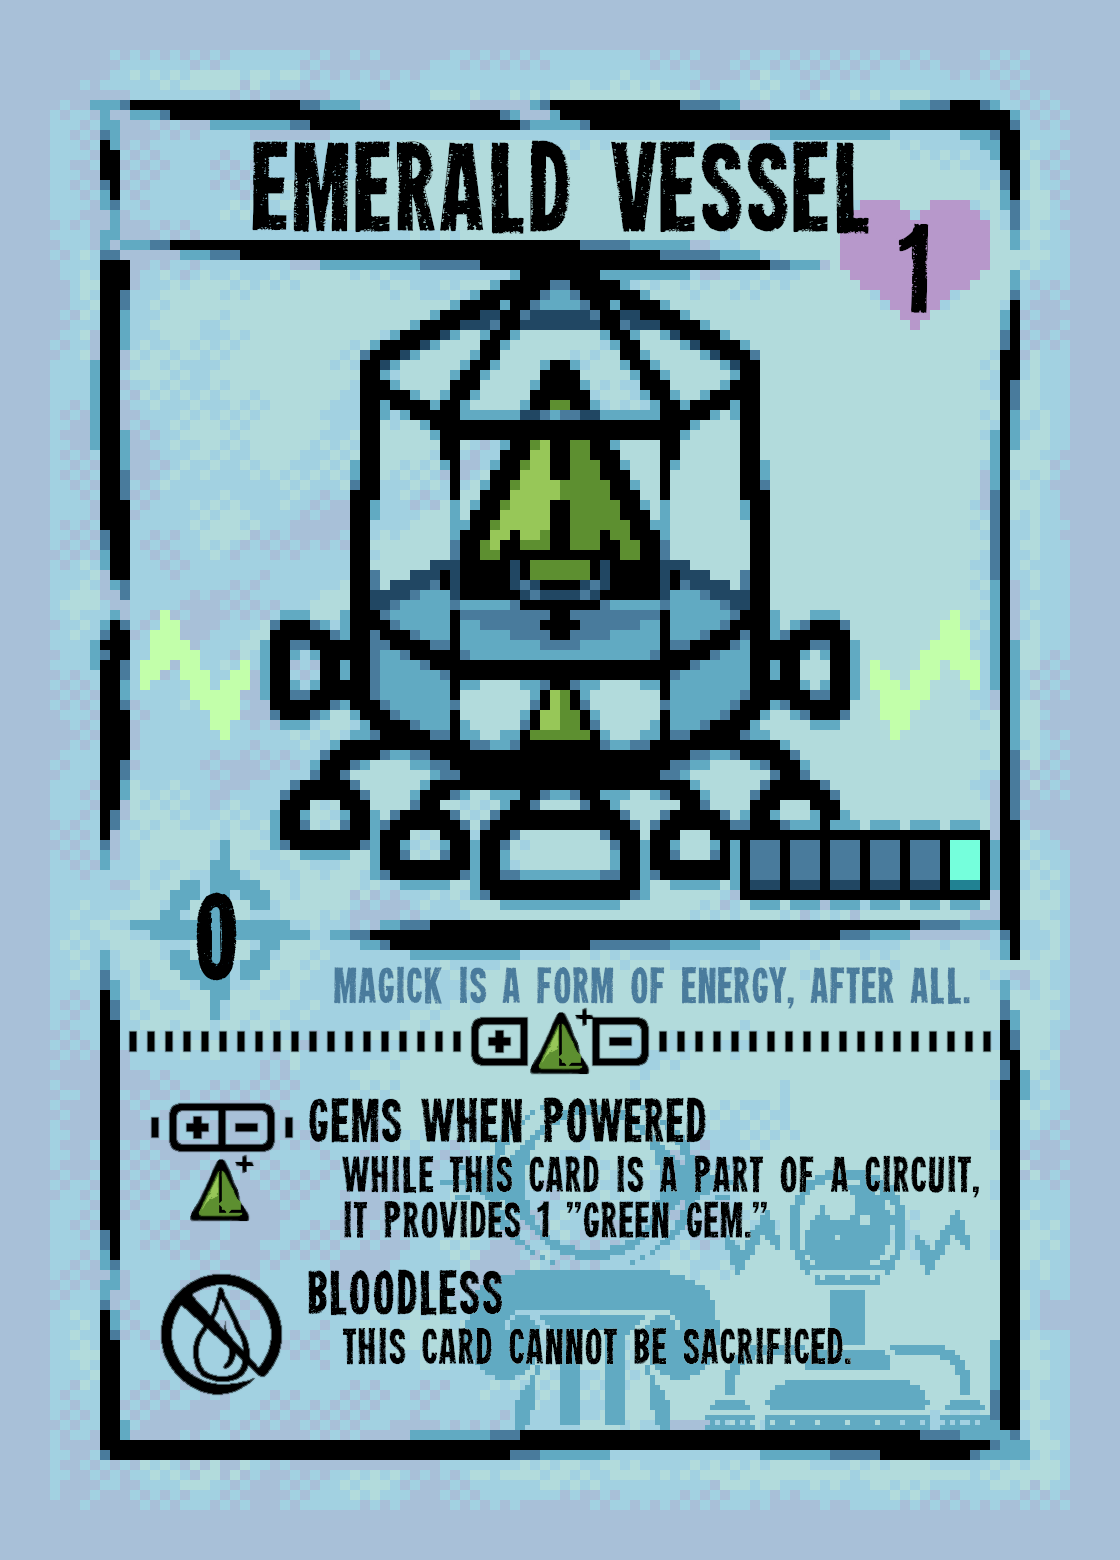 EMERALD VESSEL
1
0
MAGICK IS A FORM OF ENERGY, AFTER ALL.
GEMS WHEN POWERED
WHILE THIS CARD IS A PART OF A CIRCUIT,
IT PROVIDES 1 "GREEN GEM."
BLOODLESS
THIS CARD CANNOT BE SACRIFICED.